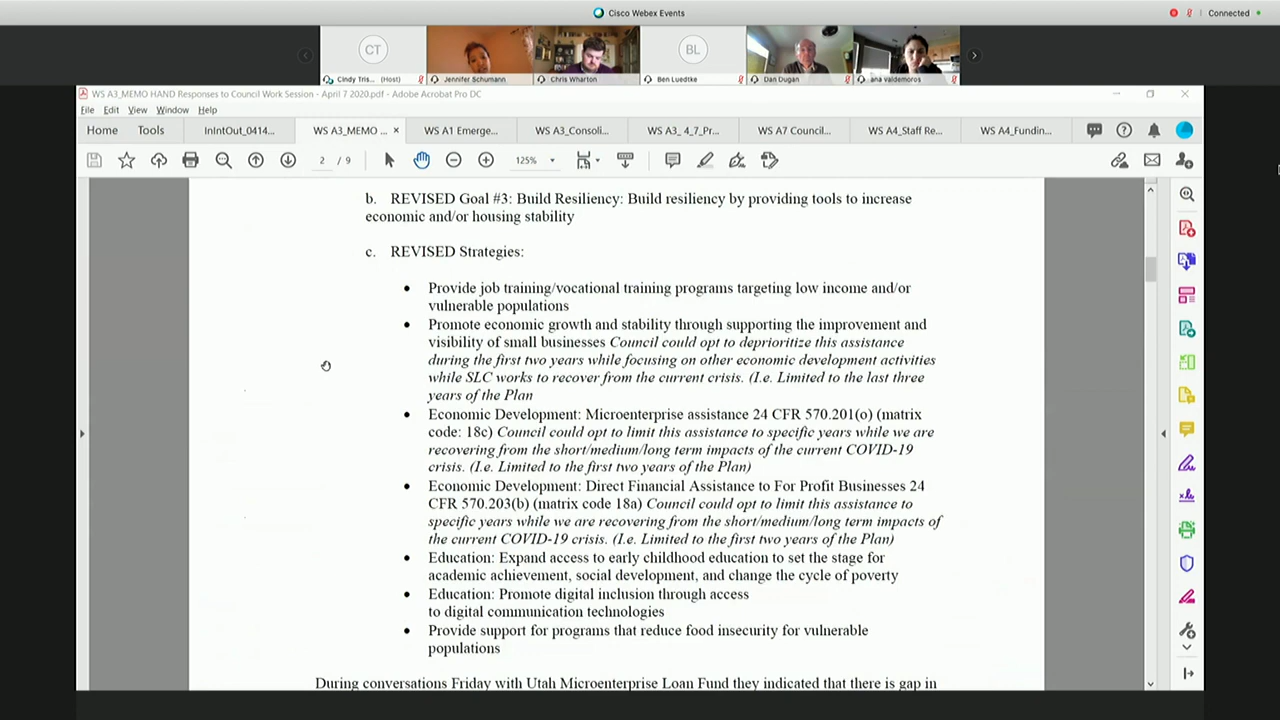 Cisco Webex Events
Connected
CT
BL
Cindy Tris... (Host)
Jennifer Schumann
Chris Wharton
Ben Luedtke
Dan Dugan
ana valdemoros
WS A3_MEMO HAND Responses to Council Work Session - April 7 2020.pdf - Adobe Acrobat Pro DC
File Edit View Window Help
Home Tools InIntOut_0414... WS A3_MEMO ... × WS A1 Emerge... WS A3_Consoli... WS A3_ 4_7_Pr... WS A7 Council... WS A4_Staff Re... WS A4_Fundin...
2 / 9 125%
b. REVISED Goal #3: Build Resiliency: Build resiliency by providing tools to increase
economic and/or housing stability
c. REVISED Strategies:
• Provide job training/vocational training programs targeting low income and/or
vulnerable populations
• Promote economic growth and stability through supporting the improvement and
visibility of small businesses Council could opt to deprioritize this assistance
during the first two years while focusing on other economic development activities
while SLC works to recover from the current crisis. (I.e. Limited to the last three
years of the Plan
• Economic Development: Microenterprise assistance 24 CFR 570.201(o) (matrix
code: 18c) Council could opt to limit this assistance to specific years while we are
recovering from the short/medium/long term impacts of the current COVID-19
crisis. (I.e. Limited to the first two years of the Plan)
• Economic Development: Direct Financial Assistance to For Profit Businesses 24
CFR 570.203(b) (matrix code 18a) Council could opt to limit this assistance to
specific years while we are recovering from the short/medium/long term impacts of
the current COVID-19 crisis. (I.e. Limited to the first two years of the Plan)
• Education: Expand access to early childhood education to set the stage for
academic achievement, social development, and change the cycle of poverty
• Education: Promote digital inclusion through access
to digital communication technologies
• Provide support for programs that reduce food insecurity for vulnerable
populations
During conversations Friday with Utah Microenterprise Loan Fund they indicated that there is gap in